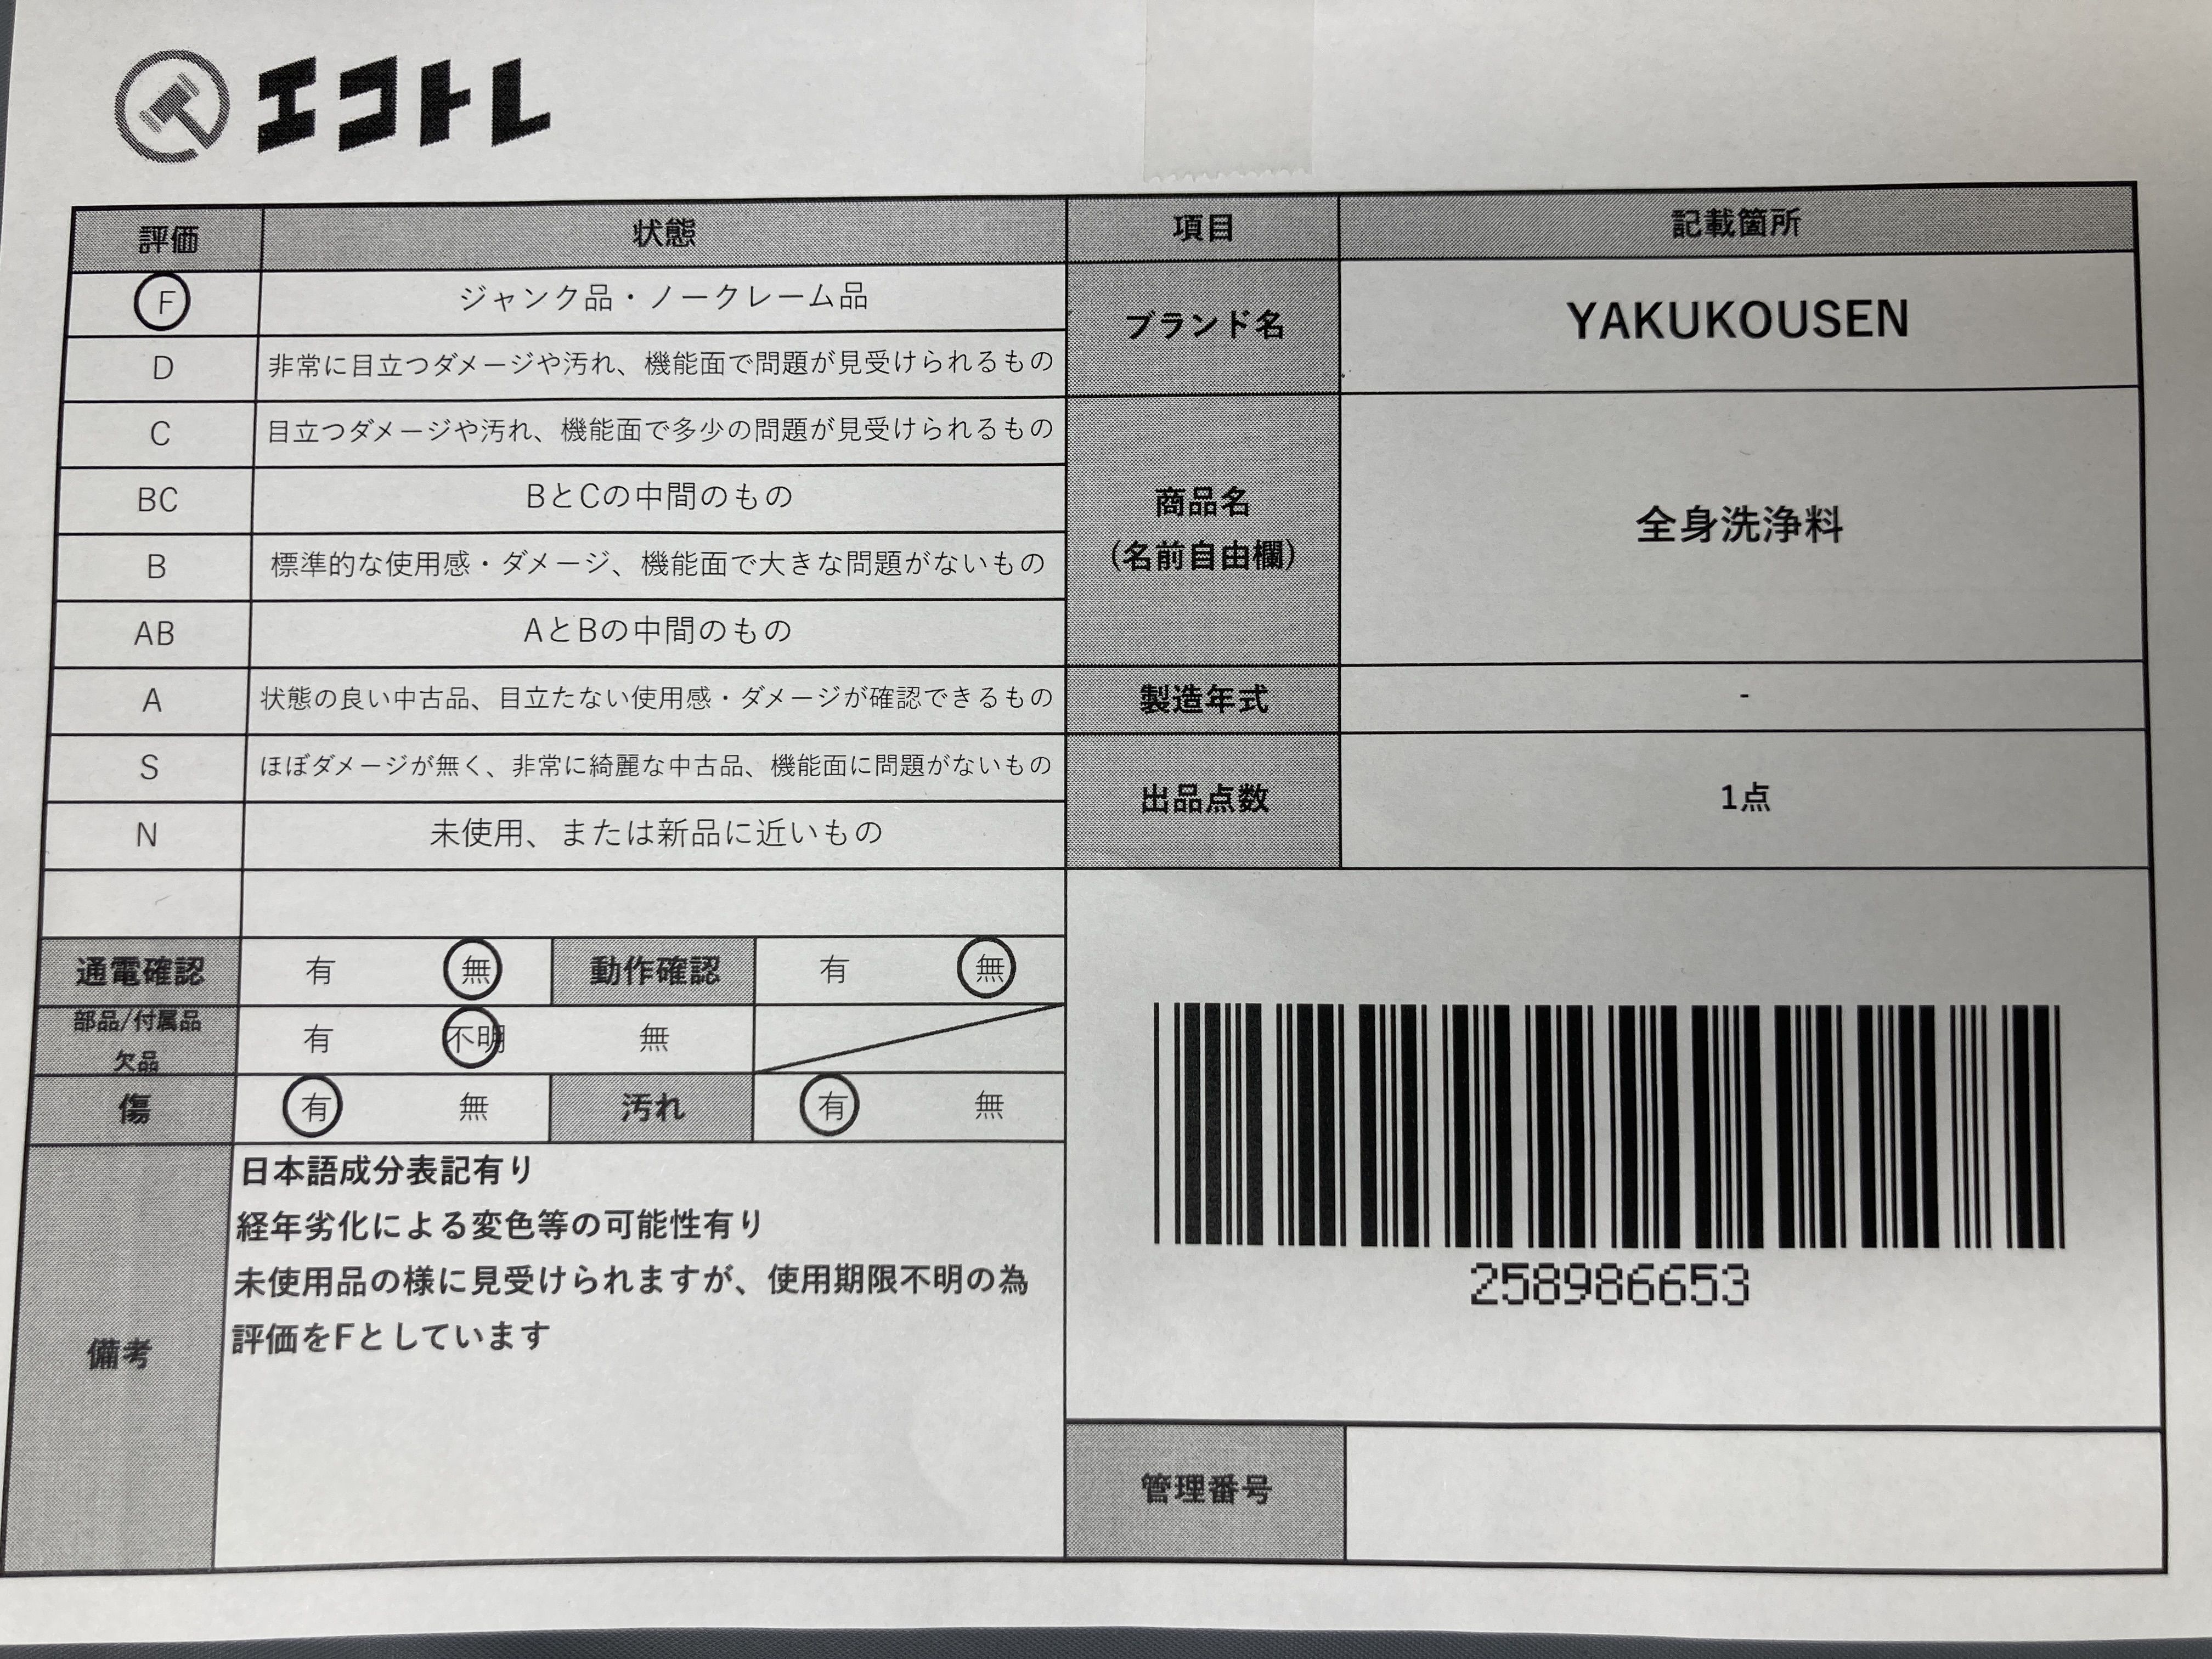 エコトレ
評価 状態 項目 記載箇所
F ジャンク品・ノークレーム品
ブランド名 YAKUKOUSEN
D 非常に目立つダメージや汚れ、機能面で問題が見受けられるもの
C 目立つダメージや汚れ、機能面で多少の問題が見受けられるもの
BC BとCの中間のもの
商品名
(名前自由欄)
全身洗浄料
B 標準的な使用感・ダメージ、機能面で大きな問題がないもの
AB AとBの中間のもの
A 状態の良い中古品、目立たない使用感・ダメージが確認できるもの
製造年式 -
S ほぼダメージが無く、非常に綺麗な中古品、機能面に問題がないもの
出品点数 1点
N 未使用、または新品に近いもの
通電確認 有 無 動作確認 有 無
部品/付属品
欠品
有 不明 無
傷 有 無 汚れ 有 無
備考
日本語成分表記有り
経年劣化による変色等の可能性有り
未使用品の様に見受けられますが、使用期限不明の為
評価をFとしています
258986653
管理番号